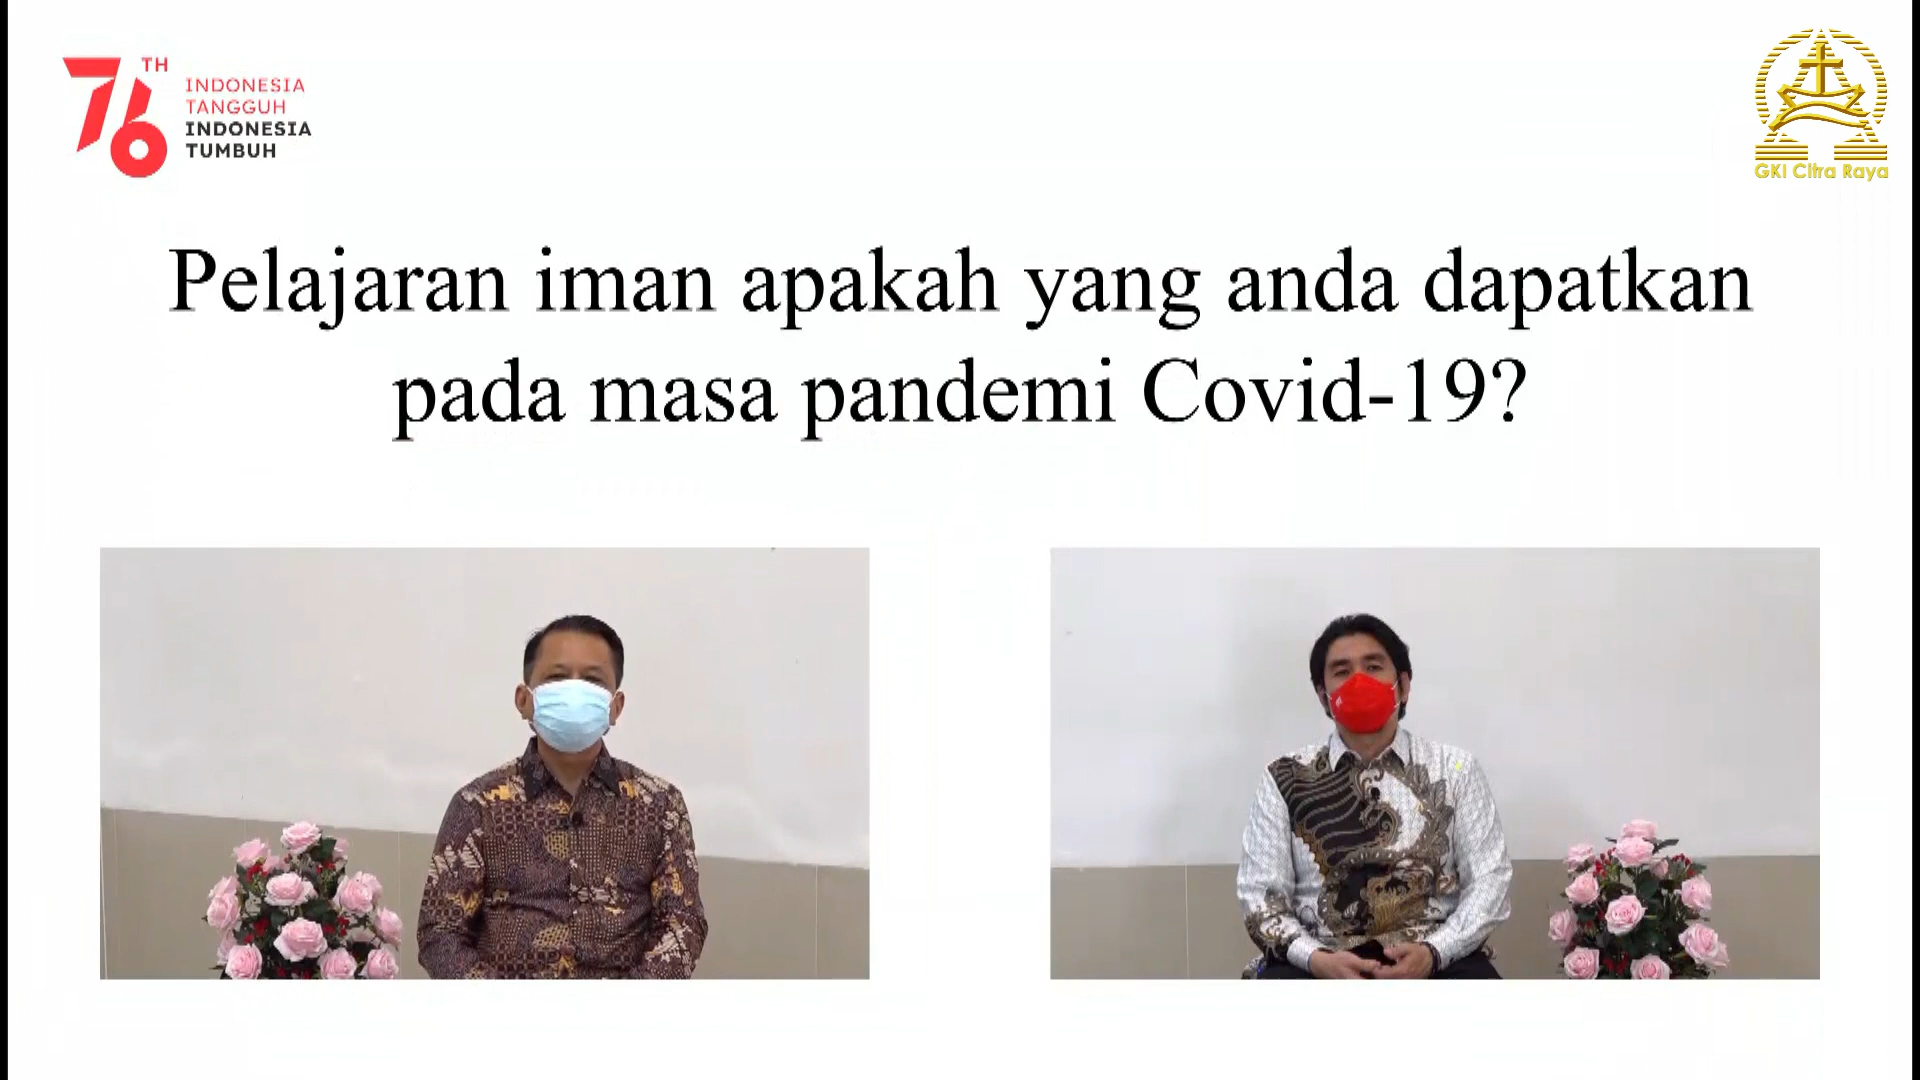 76TH
INDONESIA
TANGGUH
INDONESIA
TUMBUH
GKI Citra Raya
Pelajaran iman apakah yang anda dapatkan
pada masa pandemi Covid-19?